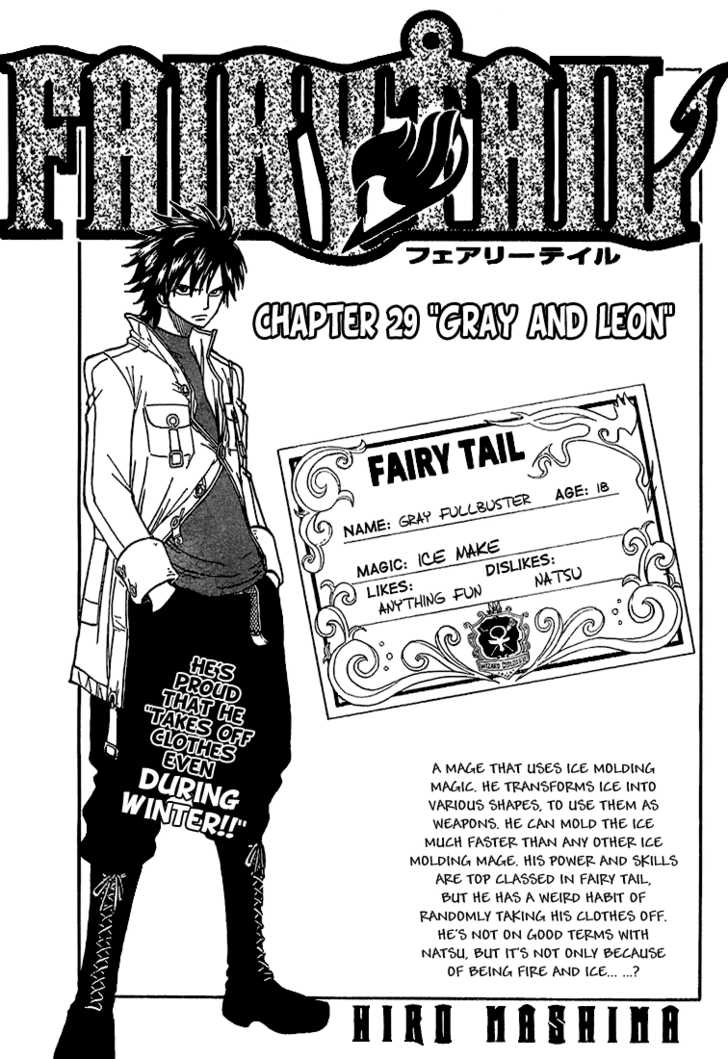 FAIRY TAIL
フェアリーテイル
CHAPTER 29 "GRAY AND LEON"
FAIRY TAIL
NAME: GRAY FULLBUSTER AGE: 18
MAGIC: ICE MAKE
LIKES: DISLIKES:
ANYTHING FUN NATSU
HE'S
PROUD
THAT HE
"TAKES OFF
CLOTHES
EVEN
DURING
WINTER!!"
A MAGE THAT USES ICE MOLDING
MAGIC. HE TRANSFORMS ICE INTO
VARIOUS SHAPES, TO USE THEM AS
WEAPONS. HE CAN MOLD THE ICE
MUCH FASTER THAN ANY OTHER ICE
MOLDING MAGE. HIS POWER AND SKILLS
ARE TOP CLASSED IN FAIRY TAIL,
BUT HE HAS A WEIRD HABIT OF
RANDOMLY TAKING HIS CLOTHES OFF.
HE'S NOT ON GOOD TERMS WITH
NATSU, BUT IT'S NOT ONLY BECAUSE
OF BEING FIRE AND ICE... ...?
HIRO MASHIMA